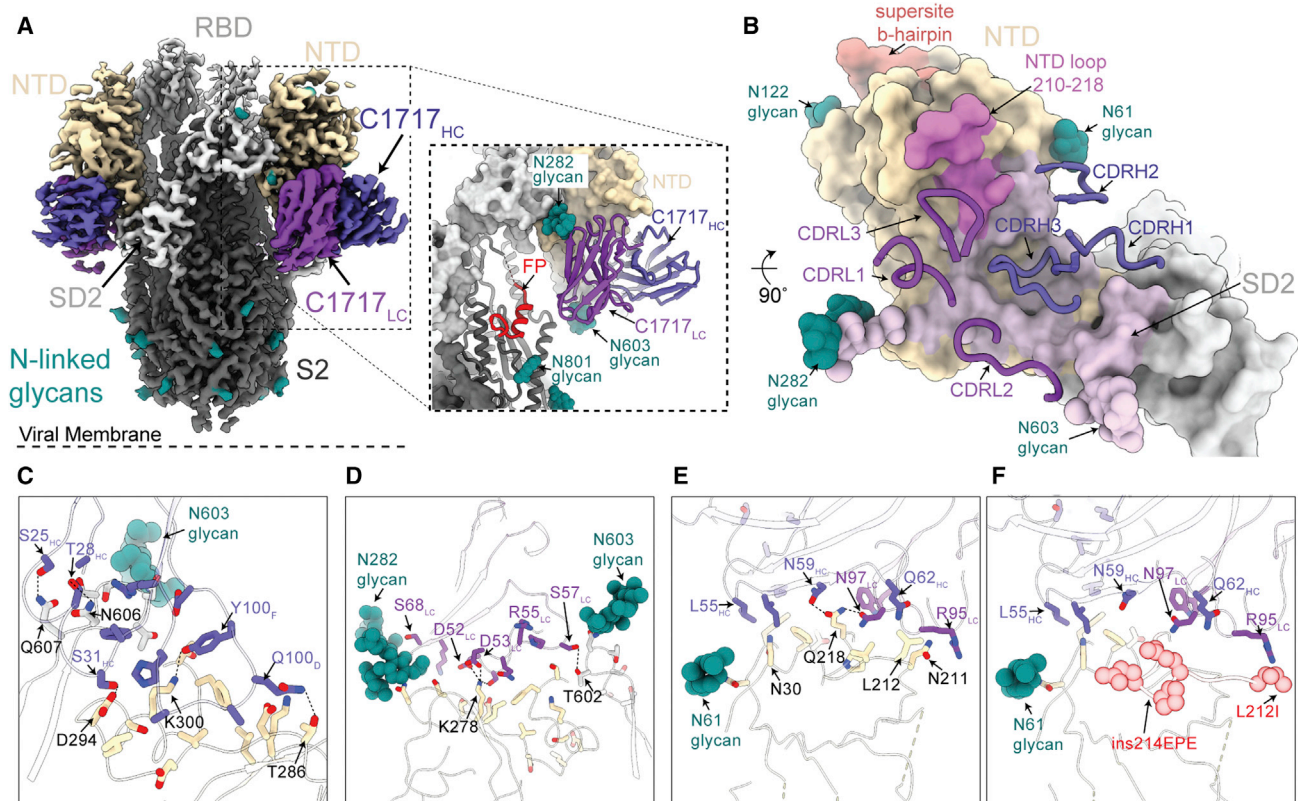 A
RBD
NTD
NTD
C1717HC
SD2
C1717LC
N-linked
glycans
S2
Viral Membrane
N282
glycan
NTD
C1717HC
FP
C1717LC
N603
glycan
N801
glycan
B
supersite
b-hairpin
NTD
NTD loop
210-218
N122
glycan
N61
glycan
CDRH2
CDRL3
CDRH3
CDRH1
CDRL1
SD2
90°
N282
glycan
CDRL2
N603
glycan
C
N603
glycan
S25HC
T28HC
N606
Y100F
Q607
S31HC
Q100D
K300
D294
T286
D
N282
glycan
N603
glycan
S68LC
S57LC
R55LC
D52LC
D53LC
T602
K278
E
N59HC
N97LC
Q62HC
L55HC
R95LC
Q218
L212
N30
N211
N61
glycan
F
N59HC
N97LC
Q62HC
L55HC
R95LC
N61
glycan
L212I
ins214EPE